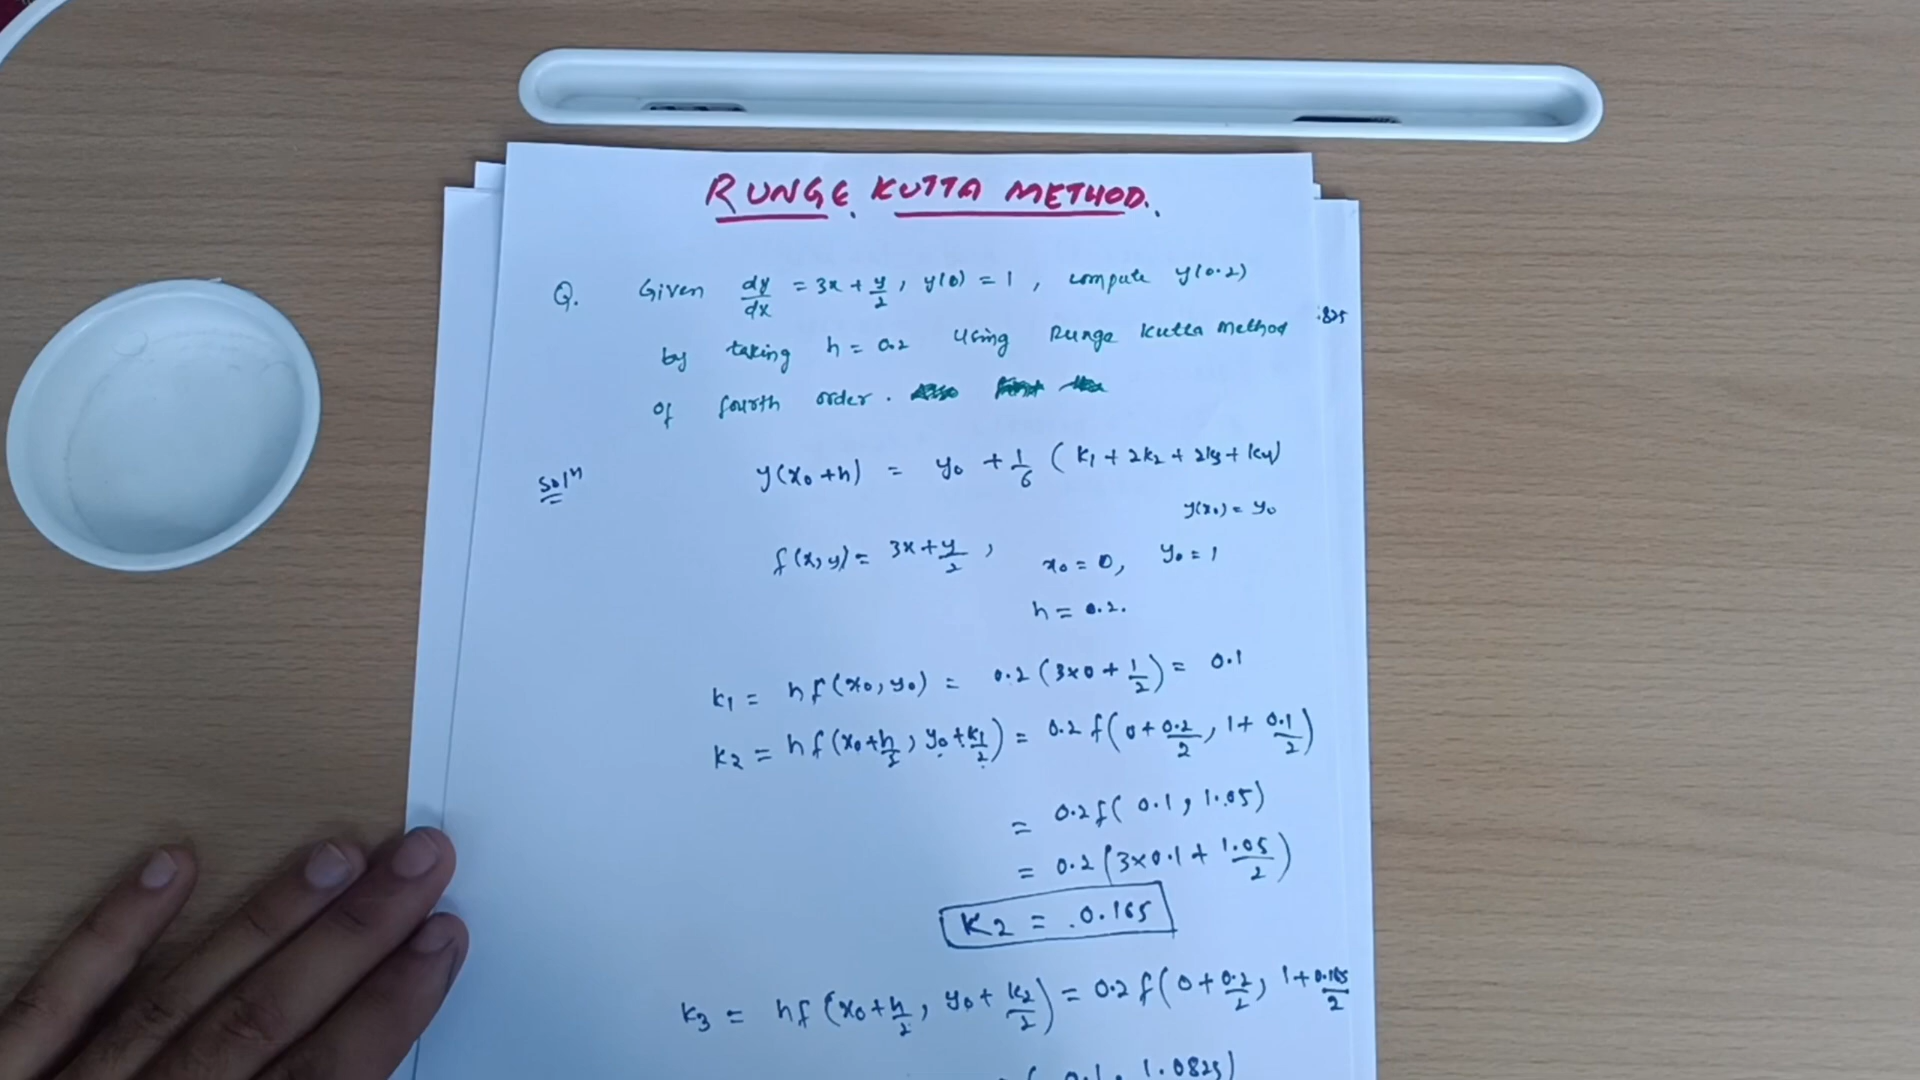 RUNGE KUTTA METHOD.
Q. Given dy/dx = 3x + y/2, y(0) = 1, compute y(0.2)
by taking h = 0.2 using Runge Kutta Method
.825
of fourth order.
Solⁿ y(x₀+h) = y₀ + 1/6 (k₁ + 2k₂ + 2k₃ + k₄)
y(x₀) = y₀
f(x,y) = 3x + y/2, x₀ = 0, y₀ = 1
h = 0.2.
k₁ = hf(x₀, y₀) = 0.2 (3×0 + 1/2) = 0.1
k₂ = hf(x₀+h/2, y₀+k₁/2) = 0.2 f(0+0.2/2, 1+0.1/2)
= 0.2 f(0.1, 1.05)
= 0.2 (3×0.1 + 1.05/2)
K₂ = 0.165
k₃ = hf(x₀+h/2, y₀+k₂/2) = 0.2 f(0+0.2/2, 1+0.165/2
( 0.1, 1.0825)